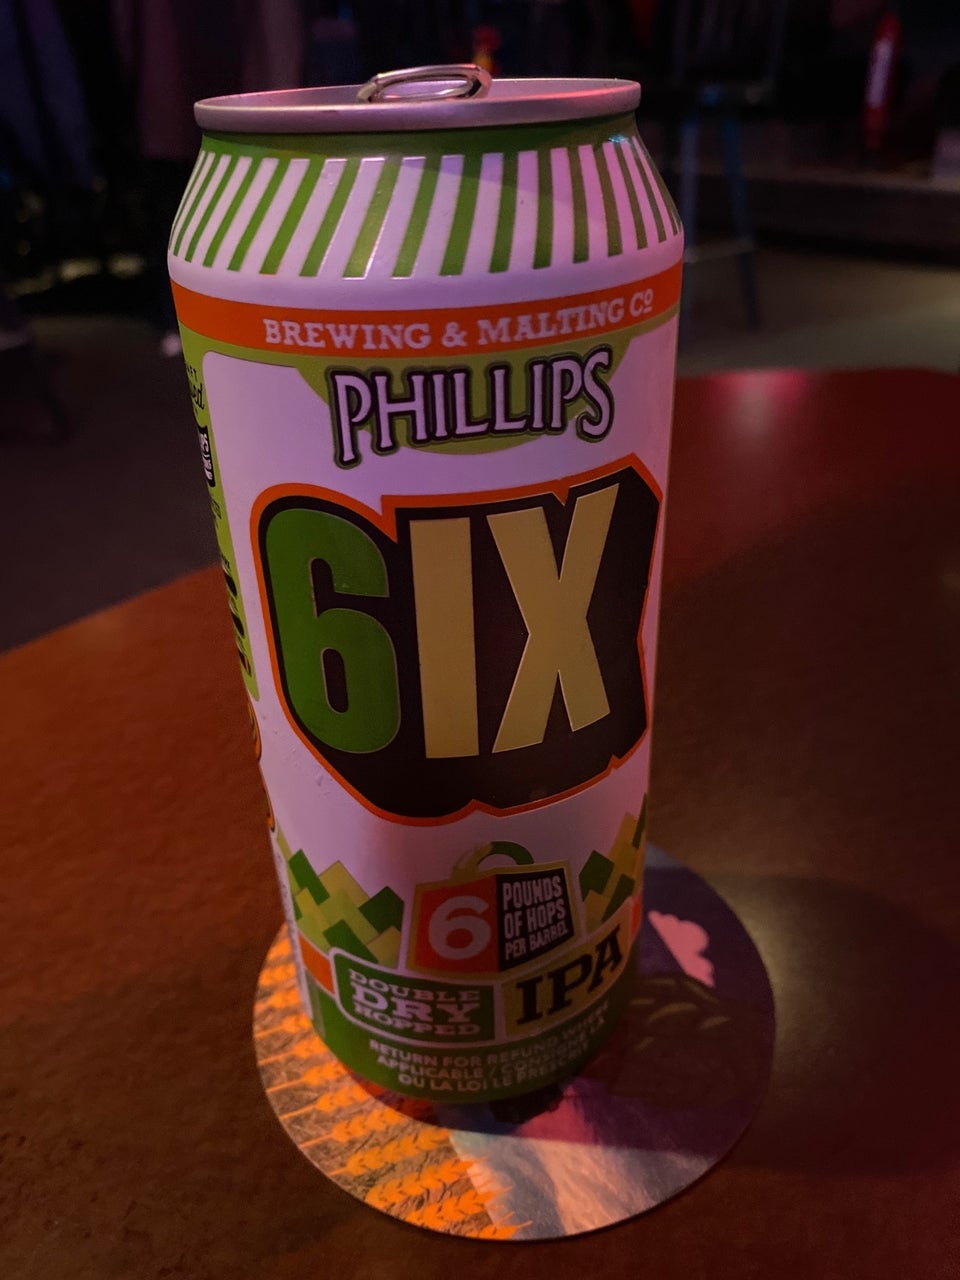 BREWING & MALTING Cº
PHILLIPS
6IX
6
POUNDS
OF HOPS
PER BARREL
DOUBLE
DRY
HOPPED
IPA
RETURN FOR REFUND WHERE
APPLICABLE / CONSIGNE LÀ
OÙ LA LOI LE PRESCRIT